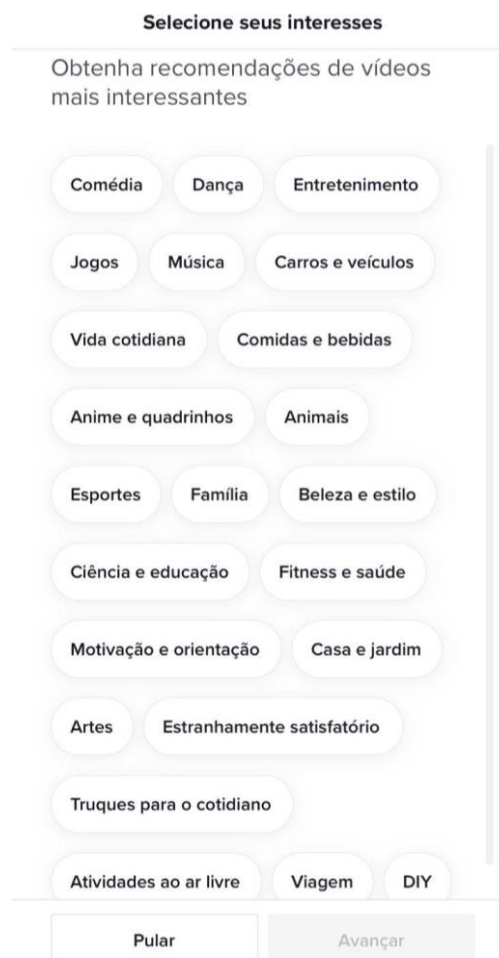 Selecione seus interesses
Obtenha recomendações de vídeos
mais interessantes
Comédia Dança Entretenimento
Jogos Música Carros e veículos
Vida cotidiana Comidas e bebidas
Anime e quadrinhos Animais
Esportes Família Beleza e estilo
Ciência e educação Fitness e saúde
Motivação e orientação Casa e jardim
Artes Estranhamente satisfatório
Truques para o cotidiano
Atividades ao ar livre Viagem DIY
Pular Avançar